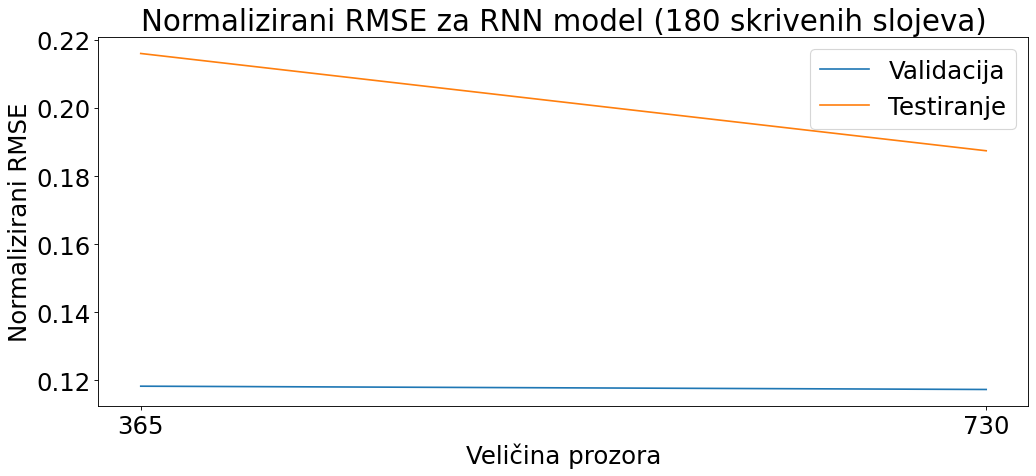 Normalizirani RMSE za RNN model (180 skrivenih slojeva)
Validacija
Testiranje
Normalizirani RMSE
0.22
0.20
0.18
0.16
0.14
0.12
365
730
Veličina prozora